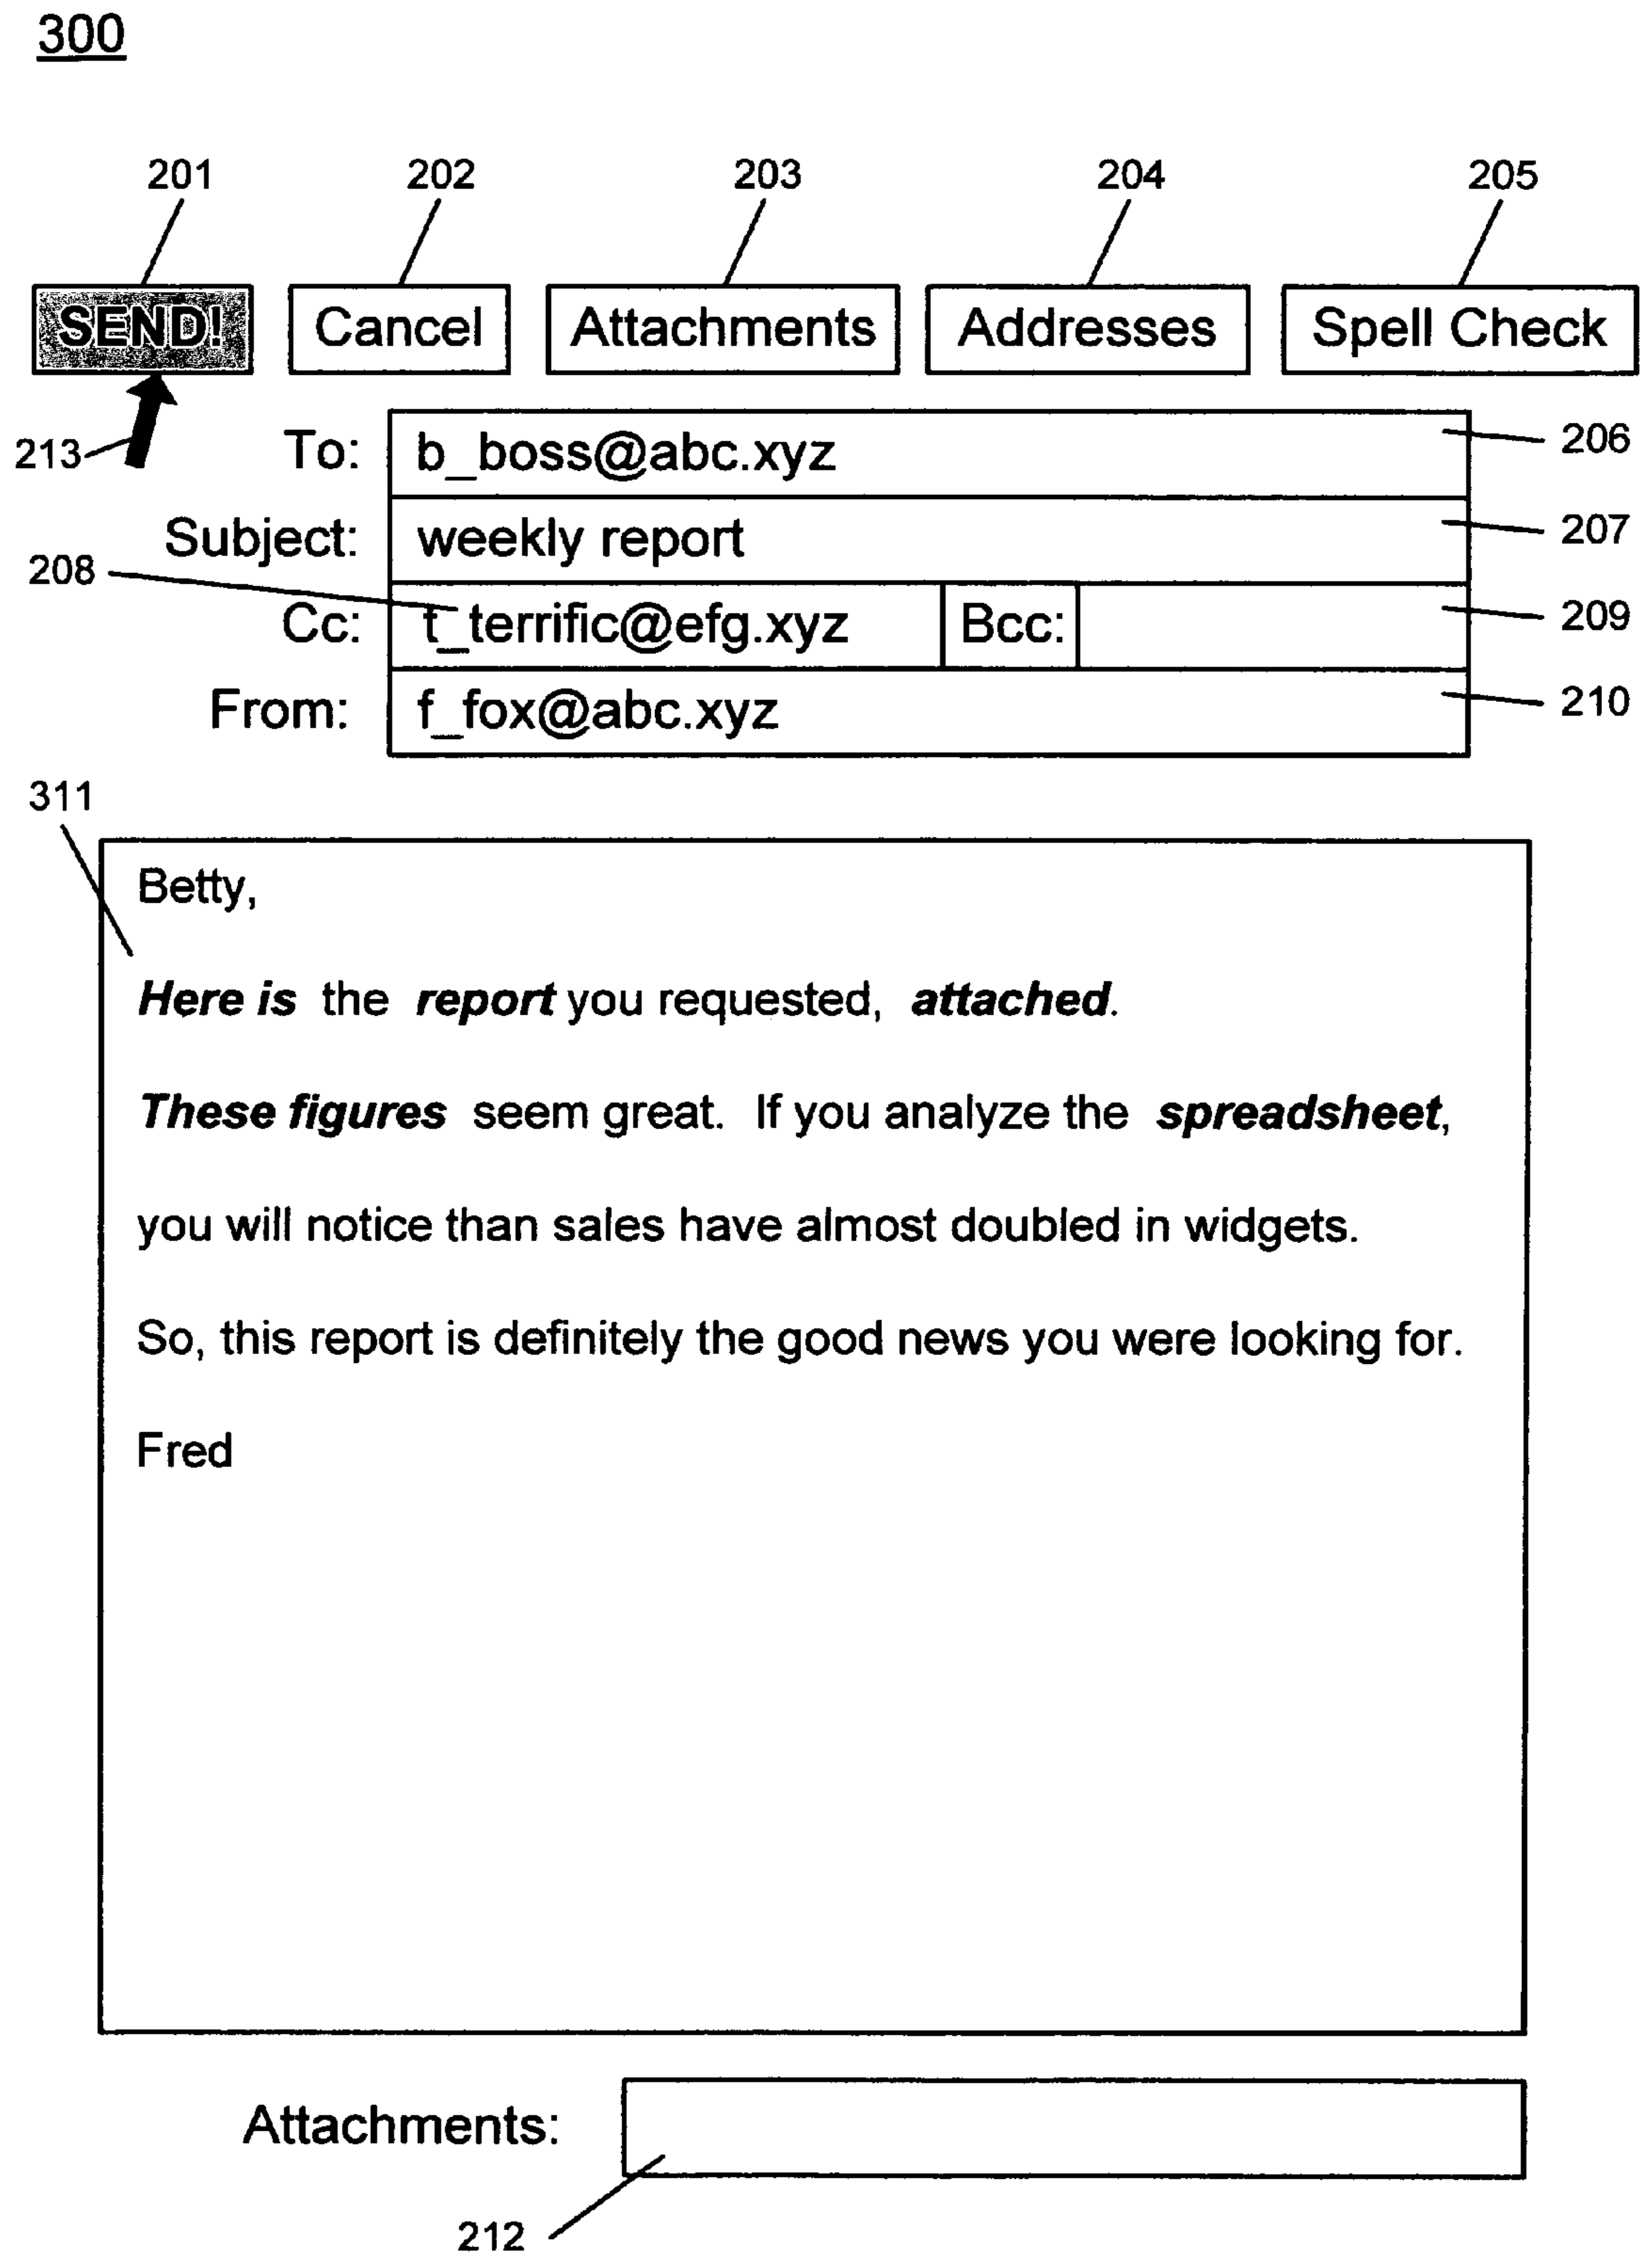 300
201 202 203 204 205
SEND! Cancel Attachments Addresses Spell Check
213
To: b_boss@abc.xyz 206
Subject: weekly report 207
208
Cc: t_terrific@efg.xyz Bcc: 209
From: f_fox@abc.xyz 210
311
Betty,
Here is the report you requested, attached.
These figures seem great. If you analyze the spreadsheet,
you will notice than sales have almost doubled in widgets.
So, this report is definitely the good news you were looking for.
Fred
Attachments:
212